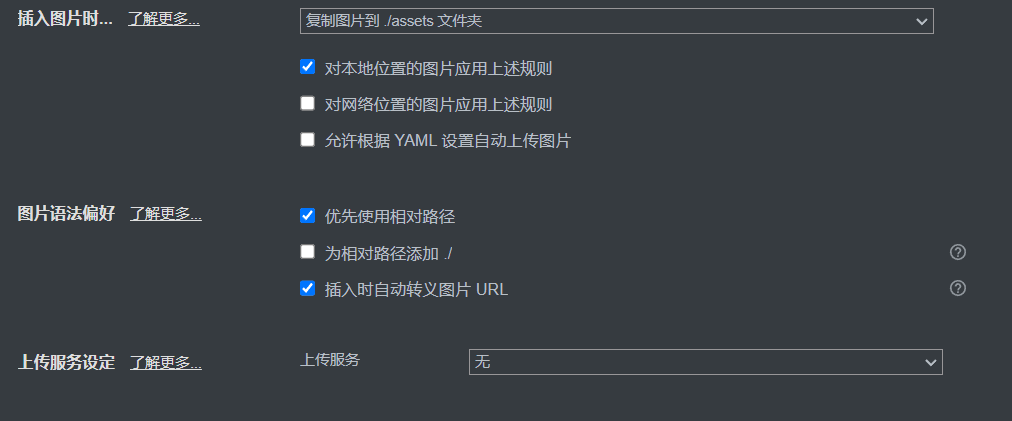 插入图片时... 了解更多... 复制图片到 ./assets 文件夹
对本地位置的图片应用上述规则
对网络位置的图片应用上述规则
允许根据 YAML 设置自动上传图片
图片语法偏好 了解更多... 优先使用相对路径
为相对路径添加 ./
插入时自动转义图片 URL
上传服务设定 了解更多... 上传服务 无